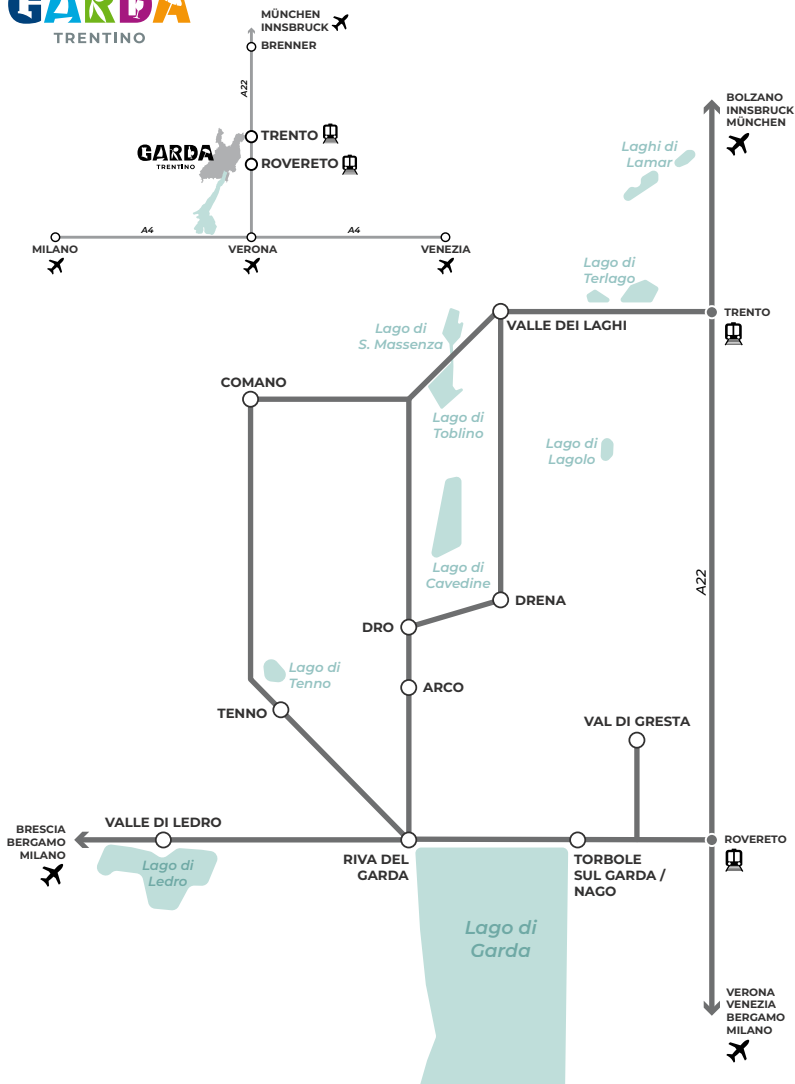 GARDA
TRENTINO
MÜNCHEN
INNSBRUCK
BRENNER
A22
TRENTO
GARDA
TRENTINO
ROVERETO
A4
A4
MILANO
VERONA
VENEZIA
BOLZANO
INNSBRUCK
MÜNCHEN
Laghi di
Lamar
Lago di
Terlago
TRENTO
VALLE DEI LAGHI
Lago di
S. Massenza
COMANO
Lago di
Toblino
Lago di
Lagolo
Lago di
Cavedine
A22
DRENA
DRO
Lago di
Tenno
ARCO
TENNO
VAL DI GRESTA
BRESCIA
BERGAMO
MILANO
VALLE DI LEDRO
Lago di
Ledro
RIVA DEL
GARDA
TORBOLE
SUL GARDA /
NAGO
ROVERETO
Lago di
Garda
VERONA
VENEZIA
BERGAMO
MILANO